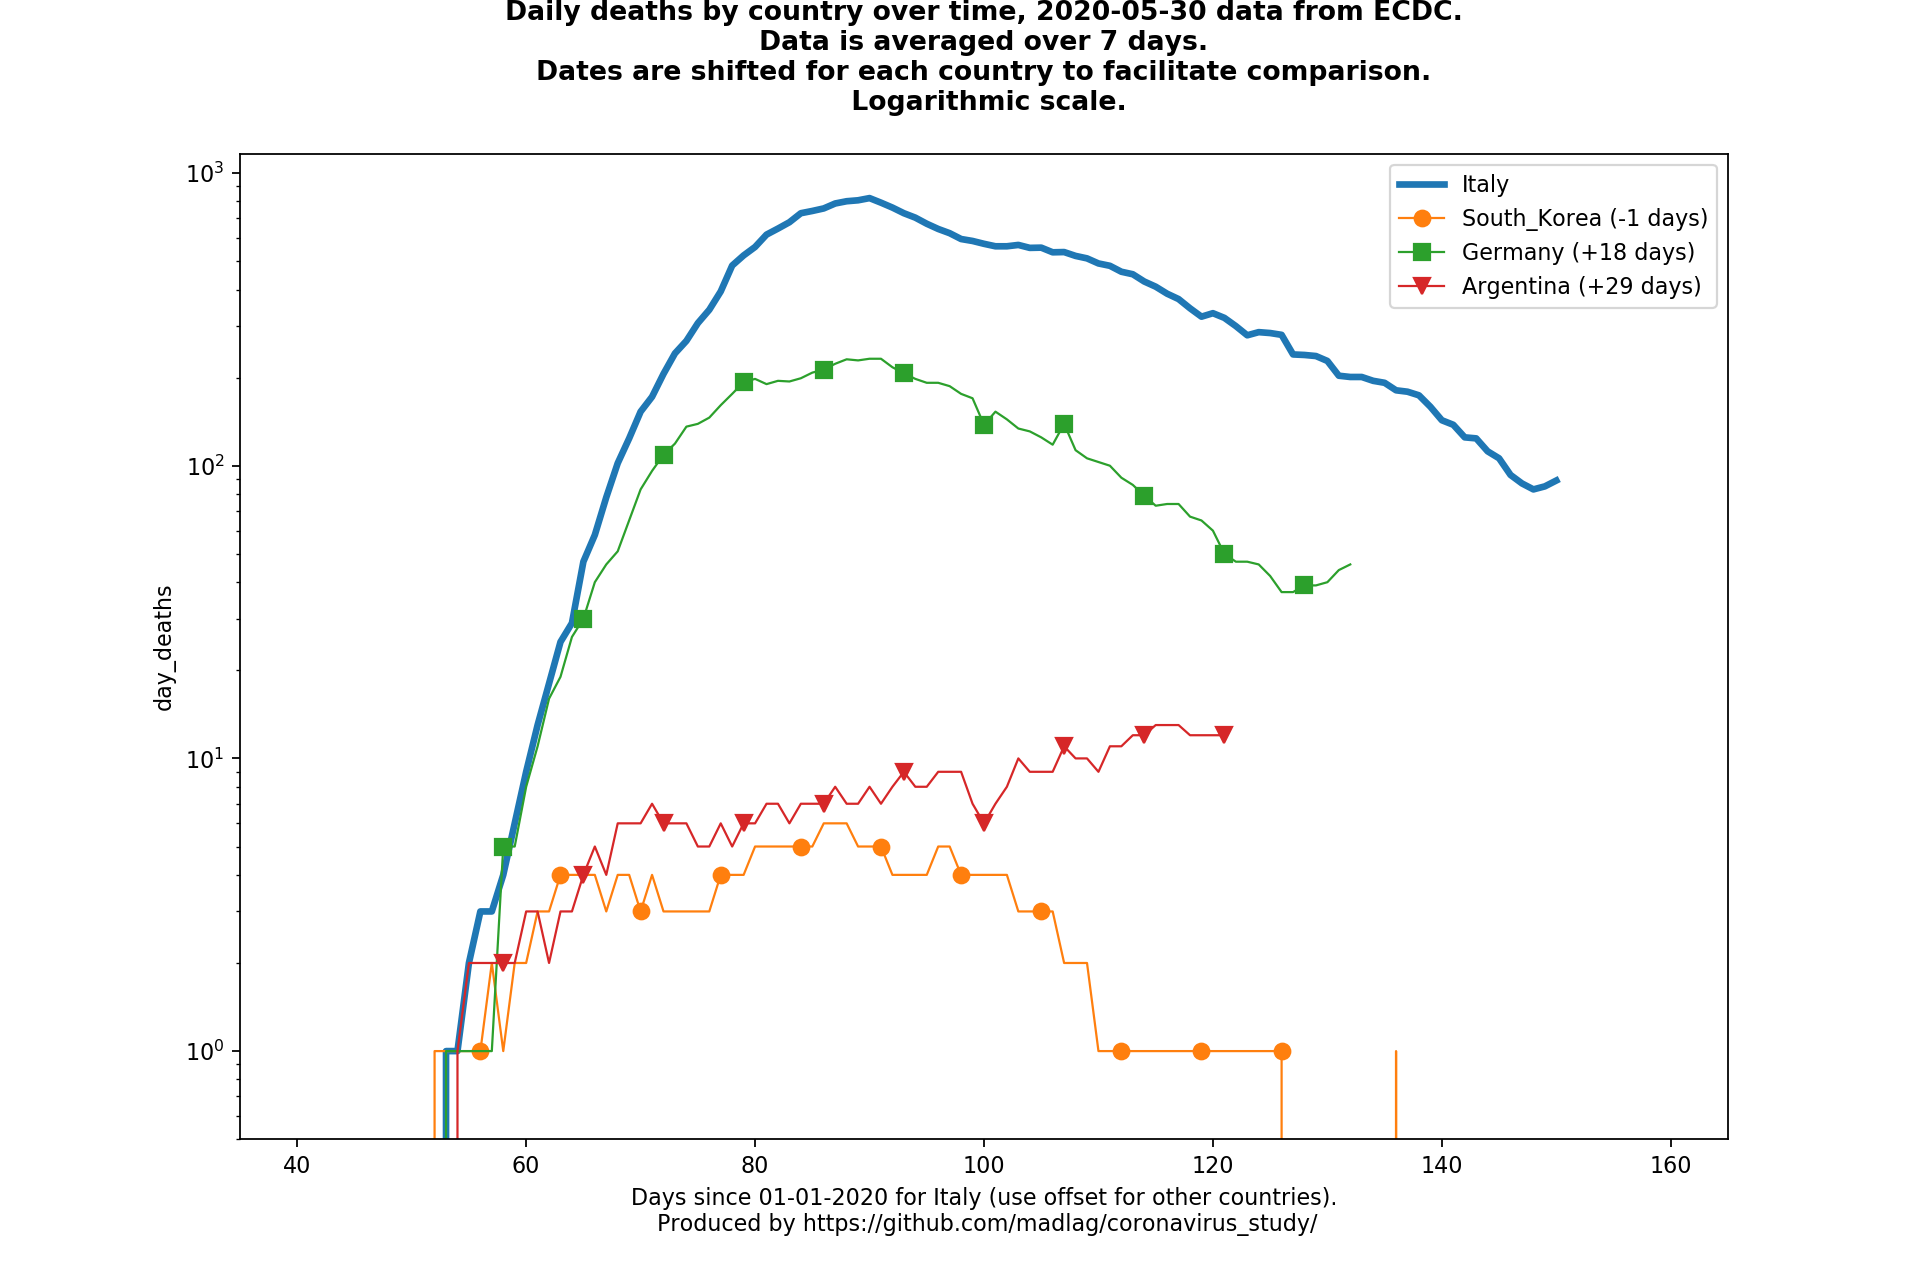 Daily deaths by country over time, 2020-05-30 data from ECDC.
Data is averaged over 7 days.
Dates are shifted for each country to facilitate comparison.
Logarithmic scale.
10³
10²
10¹
10⁰
day_deaths
Italy
South_Korea (-1 days)
Germany (+18 days)
Argentina (+29 days)
40 60 80 100 120 140 160
Days since 01-01-2020 for Italy (use offset for other countries).
Produced by https://github.com/madlag/coronavirus_study/